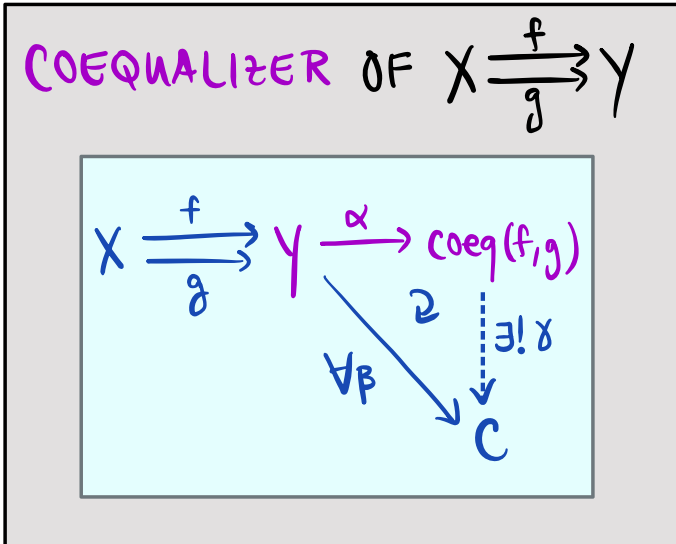 COEQUALIZER OF X f g Y
X f g Y α coeq(f,g)
∀β ∃! γ
C